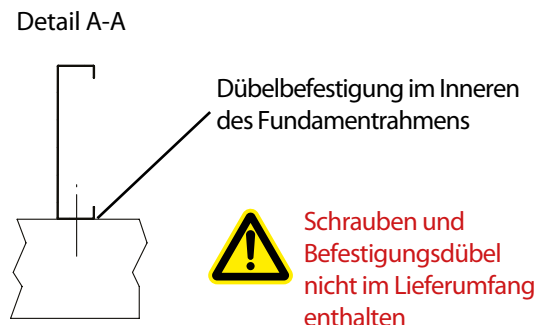 Detail A-A
Dübelbefestigung im Inneren
des Fundamentrahmens
Schrauben und
Befestigungsdübel
nicht im Lieferumfang
enthalten